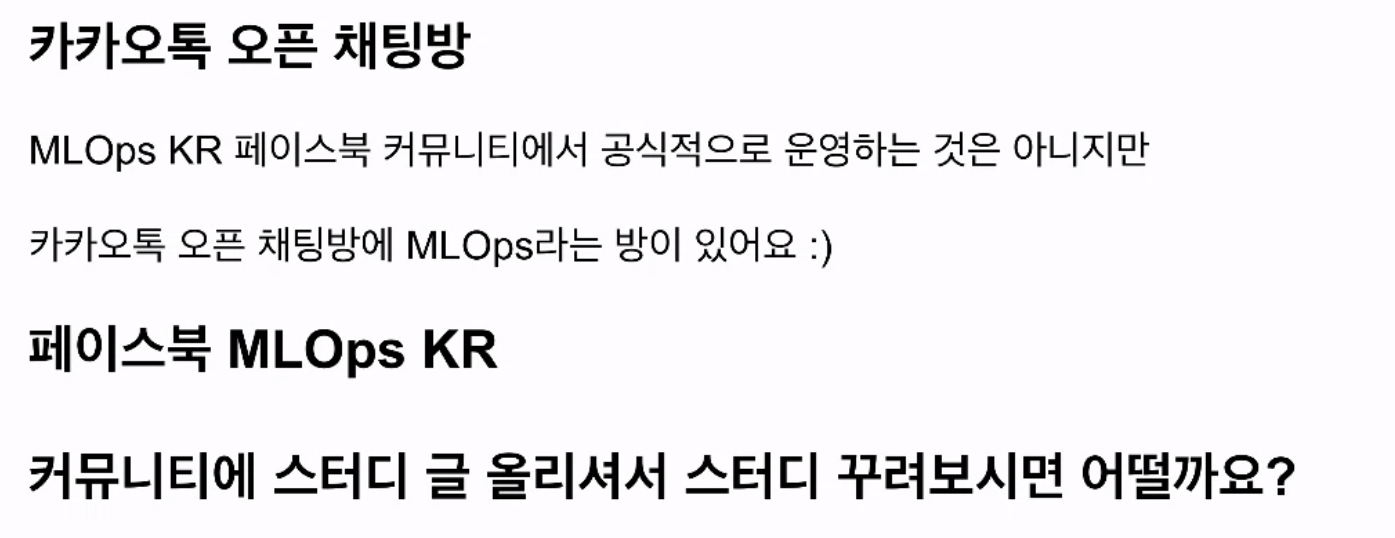 카카오톡 오픈 채팅방
MLOps KR 페이스북 커뮤니티에서 공식적으로 운영하는 것은 아니지만
카카오톡 오픈 채팅방에 MLOps라는 방이 있어요 :)
페이스북 MLOps KR
커뮤니티에 스터디 글 올리셔서 스터디 꾸려보시면 어떨까요?